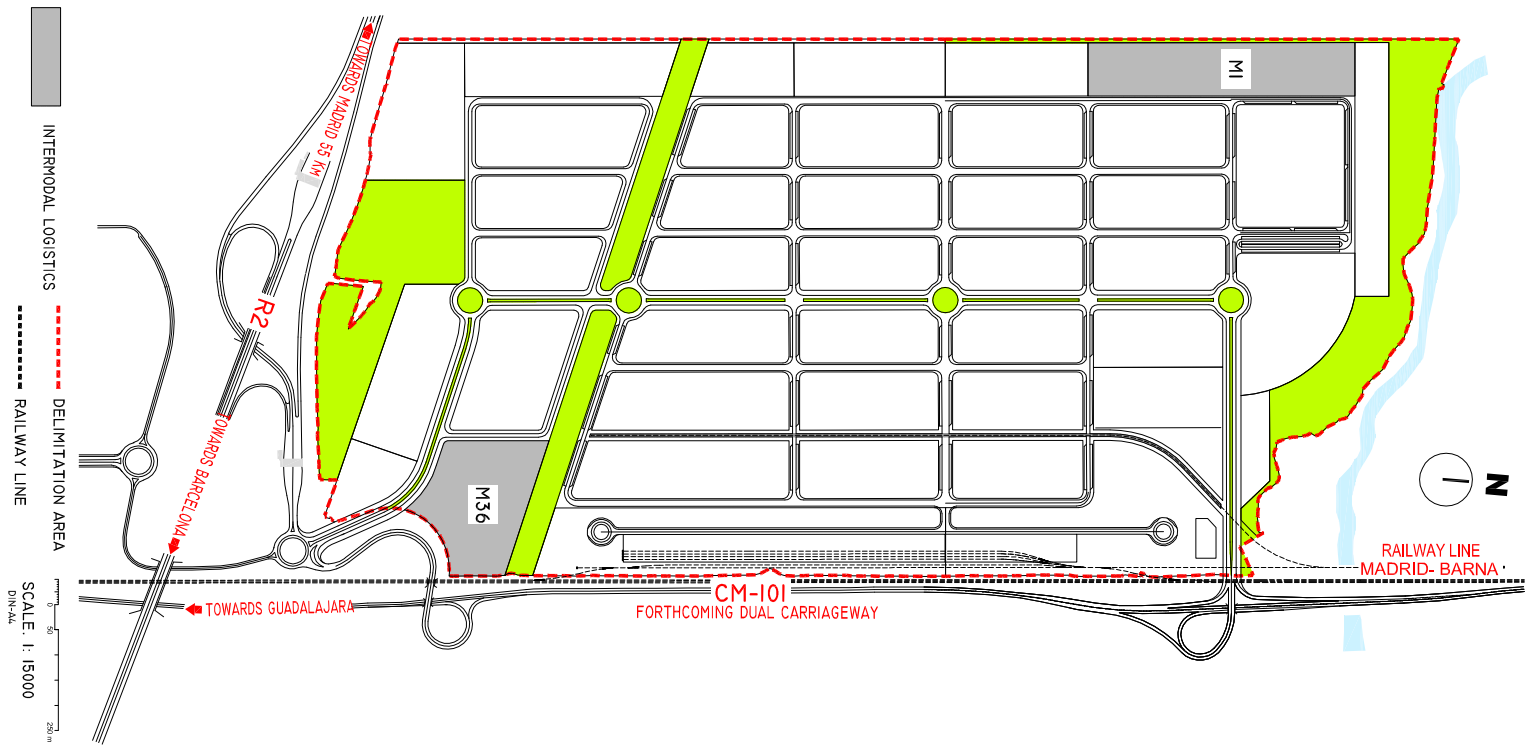 TOWARDS MADRID 55 KM
INTERMODAL LOGISTICS
DELIMITATION AREA
RAILWAY LINE
R2
TOWARDS BARCELONA
M1
M36
N
RAILWAY LINE
MADRID- BARNA
CM-101
FORTHCOMING DUAL CARRIAGEWAY
TOWARDS GUADALAJARA
SCALE. 1: 15000
DIN-A4
0
50
250 m